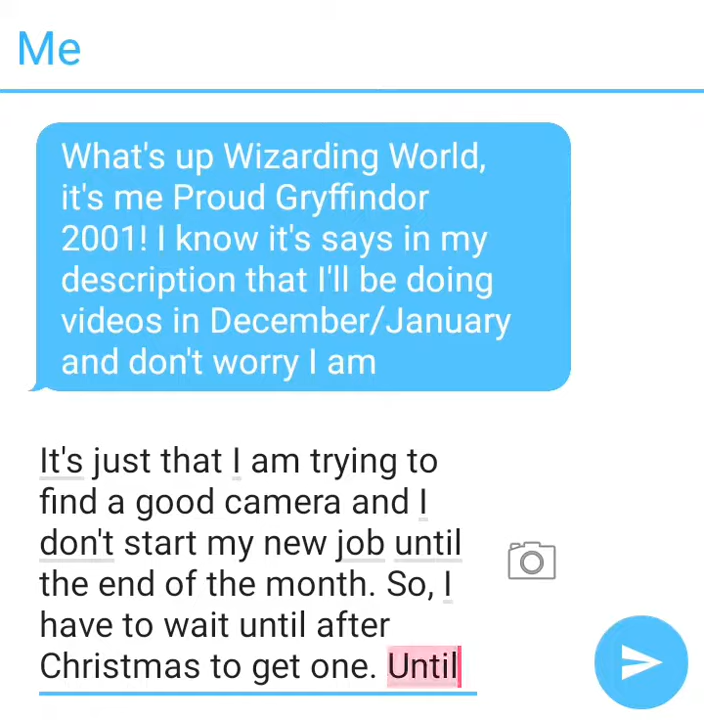 Me
What's up Wizarding World,
it's me Proud Gryffindor
2001! I know it's says in my
description that I'll be doing
videos in December/January
and don't worry I am
It's just that I am trying to
find a good camera and I
don't start my new job until
the end of the month. So, I
have to wait until after
Christmas to get one. Until